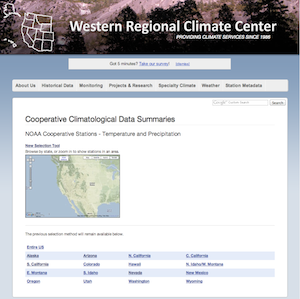 Western Regional Climate Center
PROVIDING CLIMATE SERVICES SINCE 1986
Got 5 minutes? Take our survey!
About Us Historical Data Monitoring Projects & Research Specialty Climate Weather Station Metadata
Search
Cooperative Climatological Data Summaries
NOAA Cooperative Stations - Temperature and Precipitation
New Selection Tool
Browse by state, or zoom in to show stations in an area.
The previous selection method will remain available below.
Entire US
Alaska Arizona N. California C. California
S. California Colorado Hawaii N. Idaho/W. Montana
E. Montana S. Idaho Nevada New Mexico
Oregon Utah Washington Wyoming